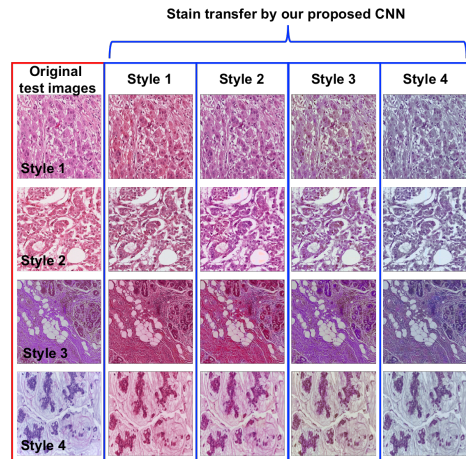 Stain transfer by our proposed CNN
Original
test images
Style 1
Style 2
Style 3
Style 4
Style 1
Style 2
Style 3
Style 4